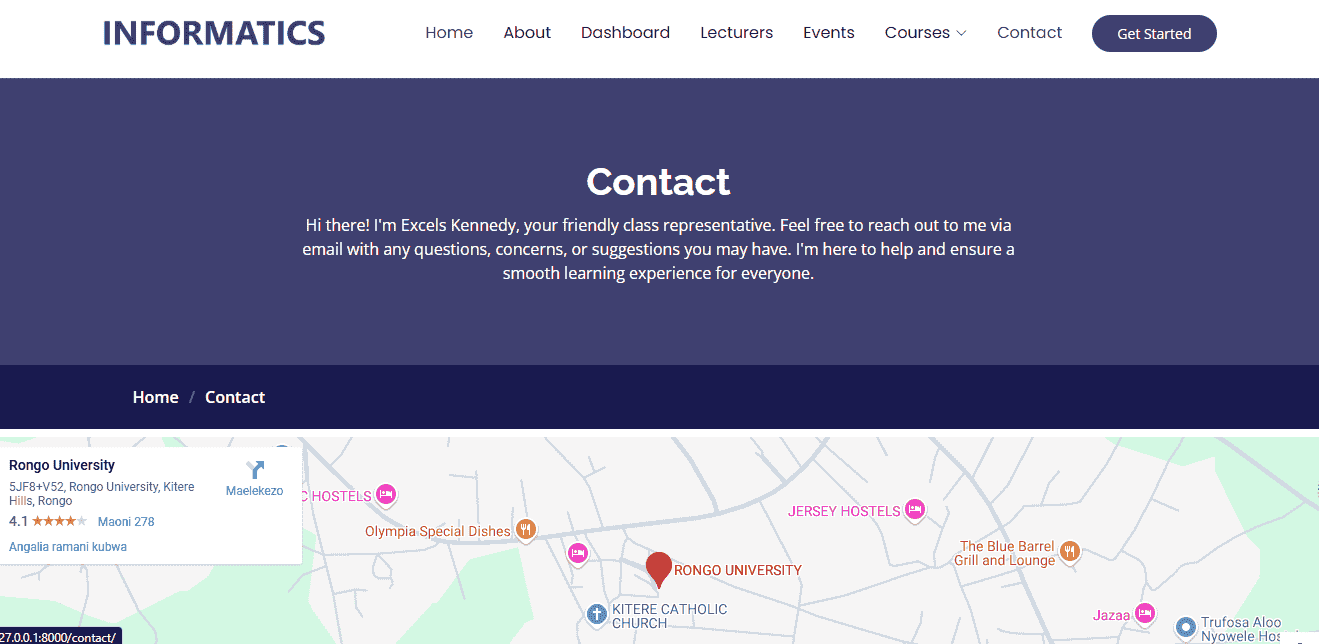 INFORMATICS
Home About Dashboard Lecturers Events Courses Contact Get Started
Contact
Hi there! I'm Excels Kennedy, your friendly class representative. Feel free to reach out to me via
email with any questions, concerns, or suggestions you may have. I'm here to help and ensure a
smooth learning experience for everyone.
Home / Contact
Rongo University
5JF8+V52, Rongo University, Kitere
Hills, Rongo
4.1 Maoni 278
Angalia ramani kubwa
Maelekezo
C HOSTELS
Olympia Special Dishes
JERSEY HOSTELS
The Blue Barrel
Grill and Lounge
RONGO UNIVERSITY
KITERE CATHOLIC
CHURCH
Jazaa
Trufosa Aloo
Nyowele Hos
27.0.0.1:8000/contact/